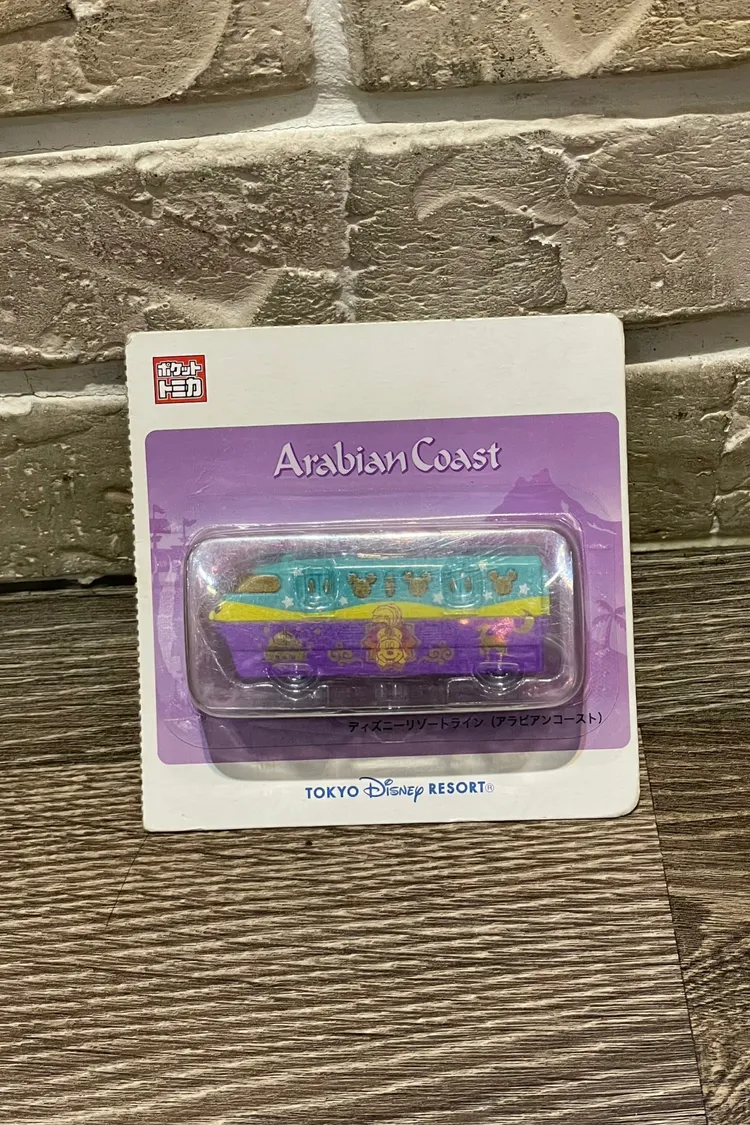 ポケット
トミカ
Arabian Coast
ディズニーリゾートライン（アラビアンコースト）
TOKYO Disney RESORT®